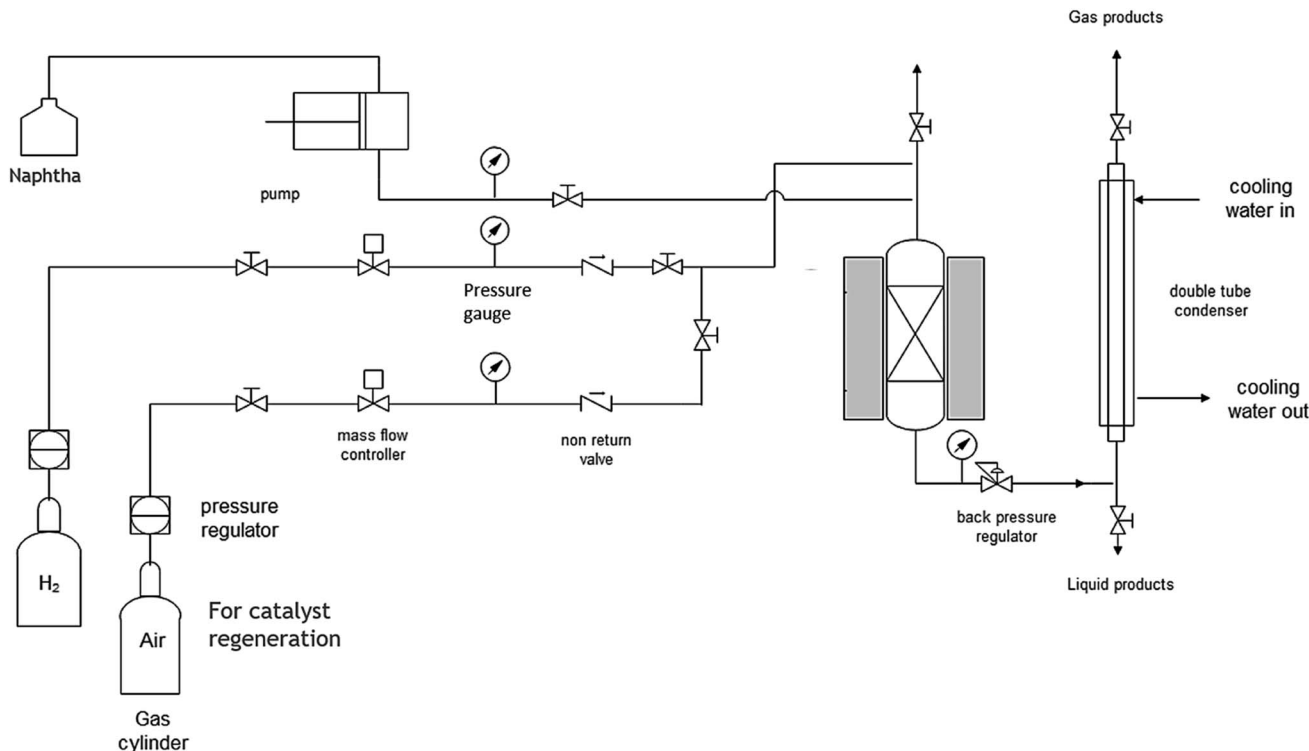 Gas products
Naphtha
pump
cooling
water in
Pressure
gauge
double tube
condenser
cooling
water out
mass flow
controller
non return
valve
pressure
regulator
back pressure
regulator
H₂
Liquid products
For catalyst
regeneration
Air
Gas
cylinder